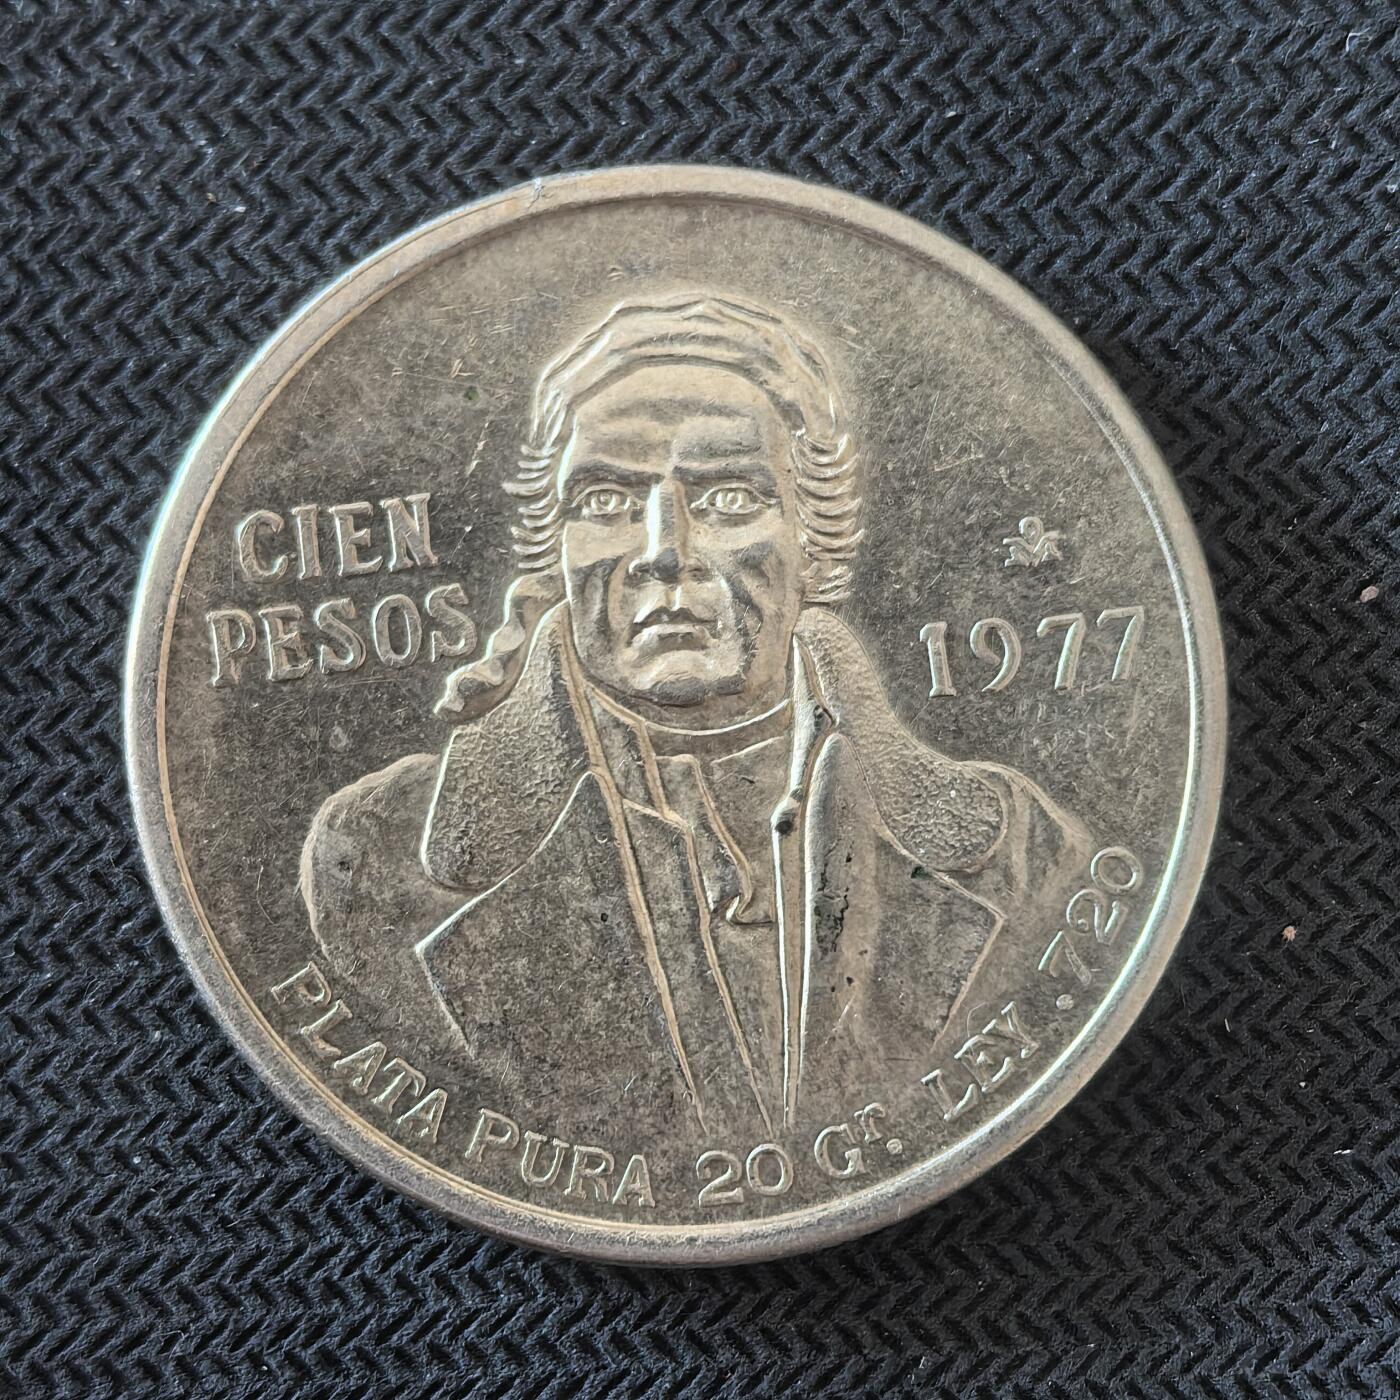 CIEN
PESOS
1977
PLATA PURA 20 Gr. LEY .720